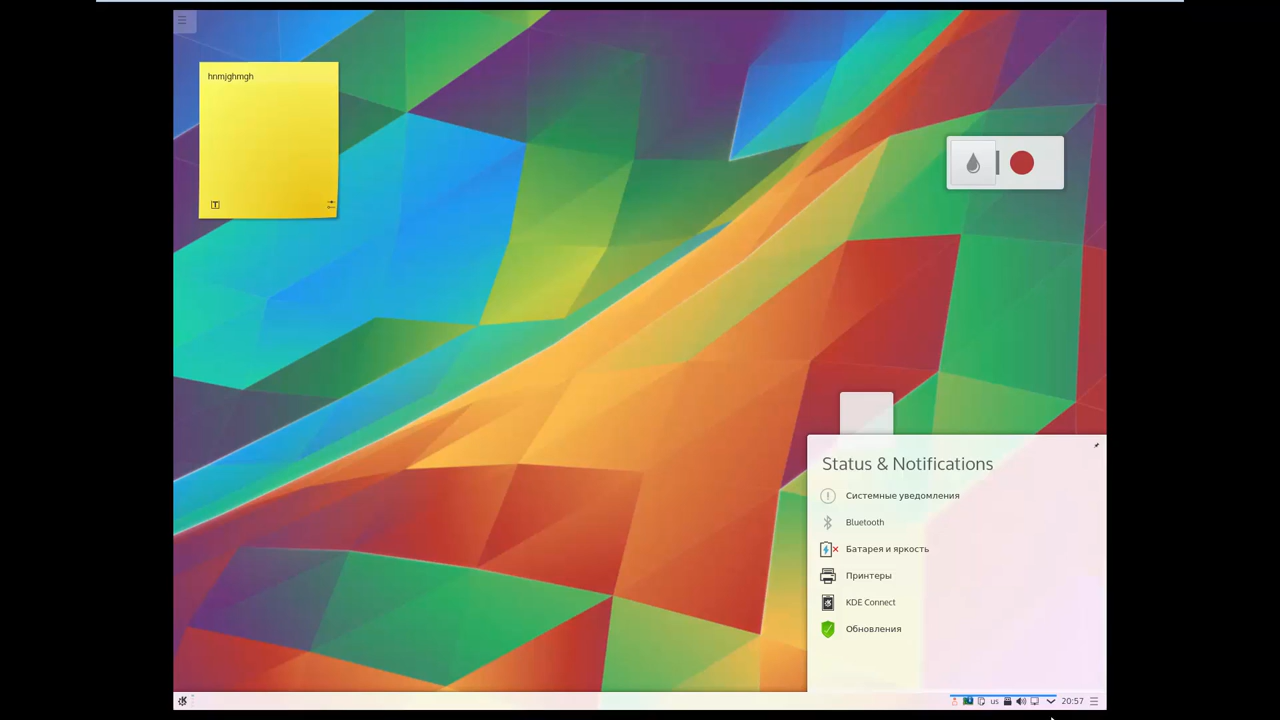 hnmjghmgh
Status & Notifications
Системные уведомления
Bluetooth
Батарея и яркость
Принтеры
KDE Connect
Обновления
us
20:57